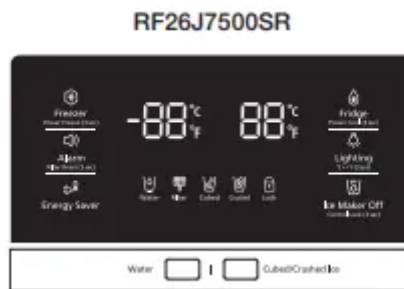 RF26J7500SR
Freezer
-88°C °F
88°C °F
Fridge
Alarm
Lighting
Energy Saver
Water Filter Cubed Crushed Lock
Ice Maker Off
Water
Cubed/Crushed Ice